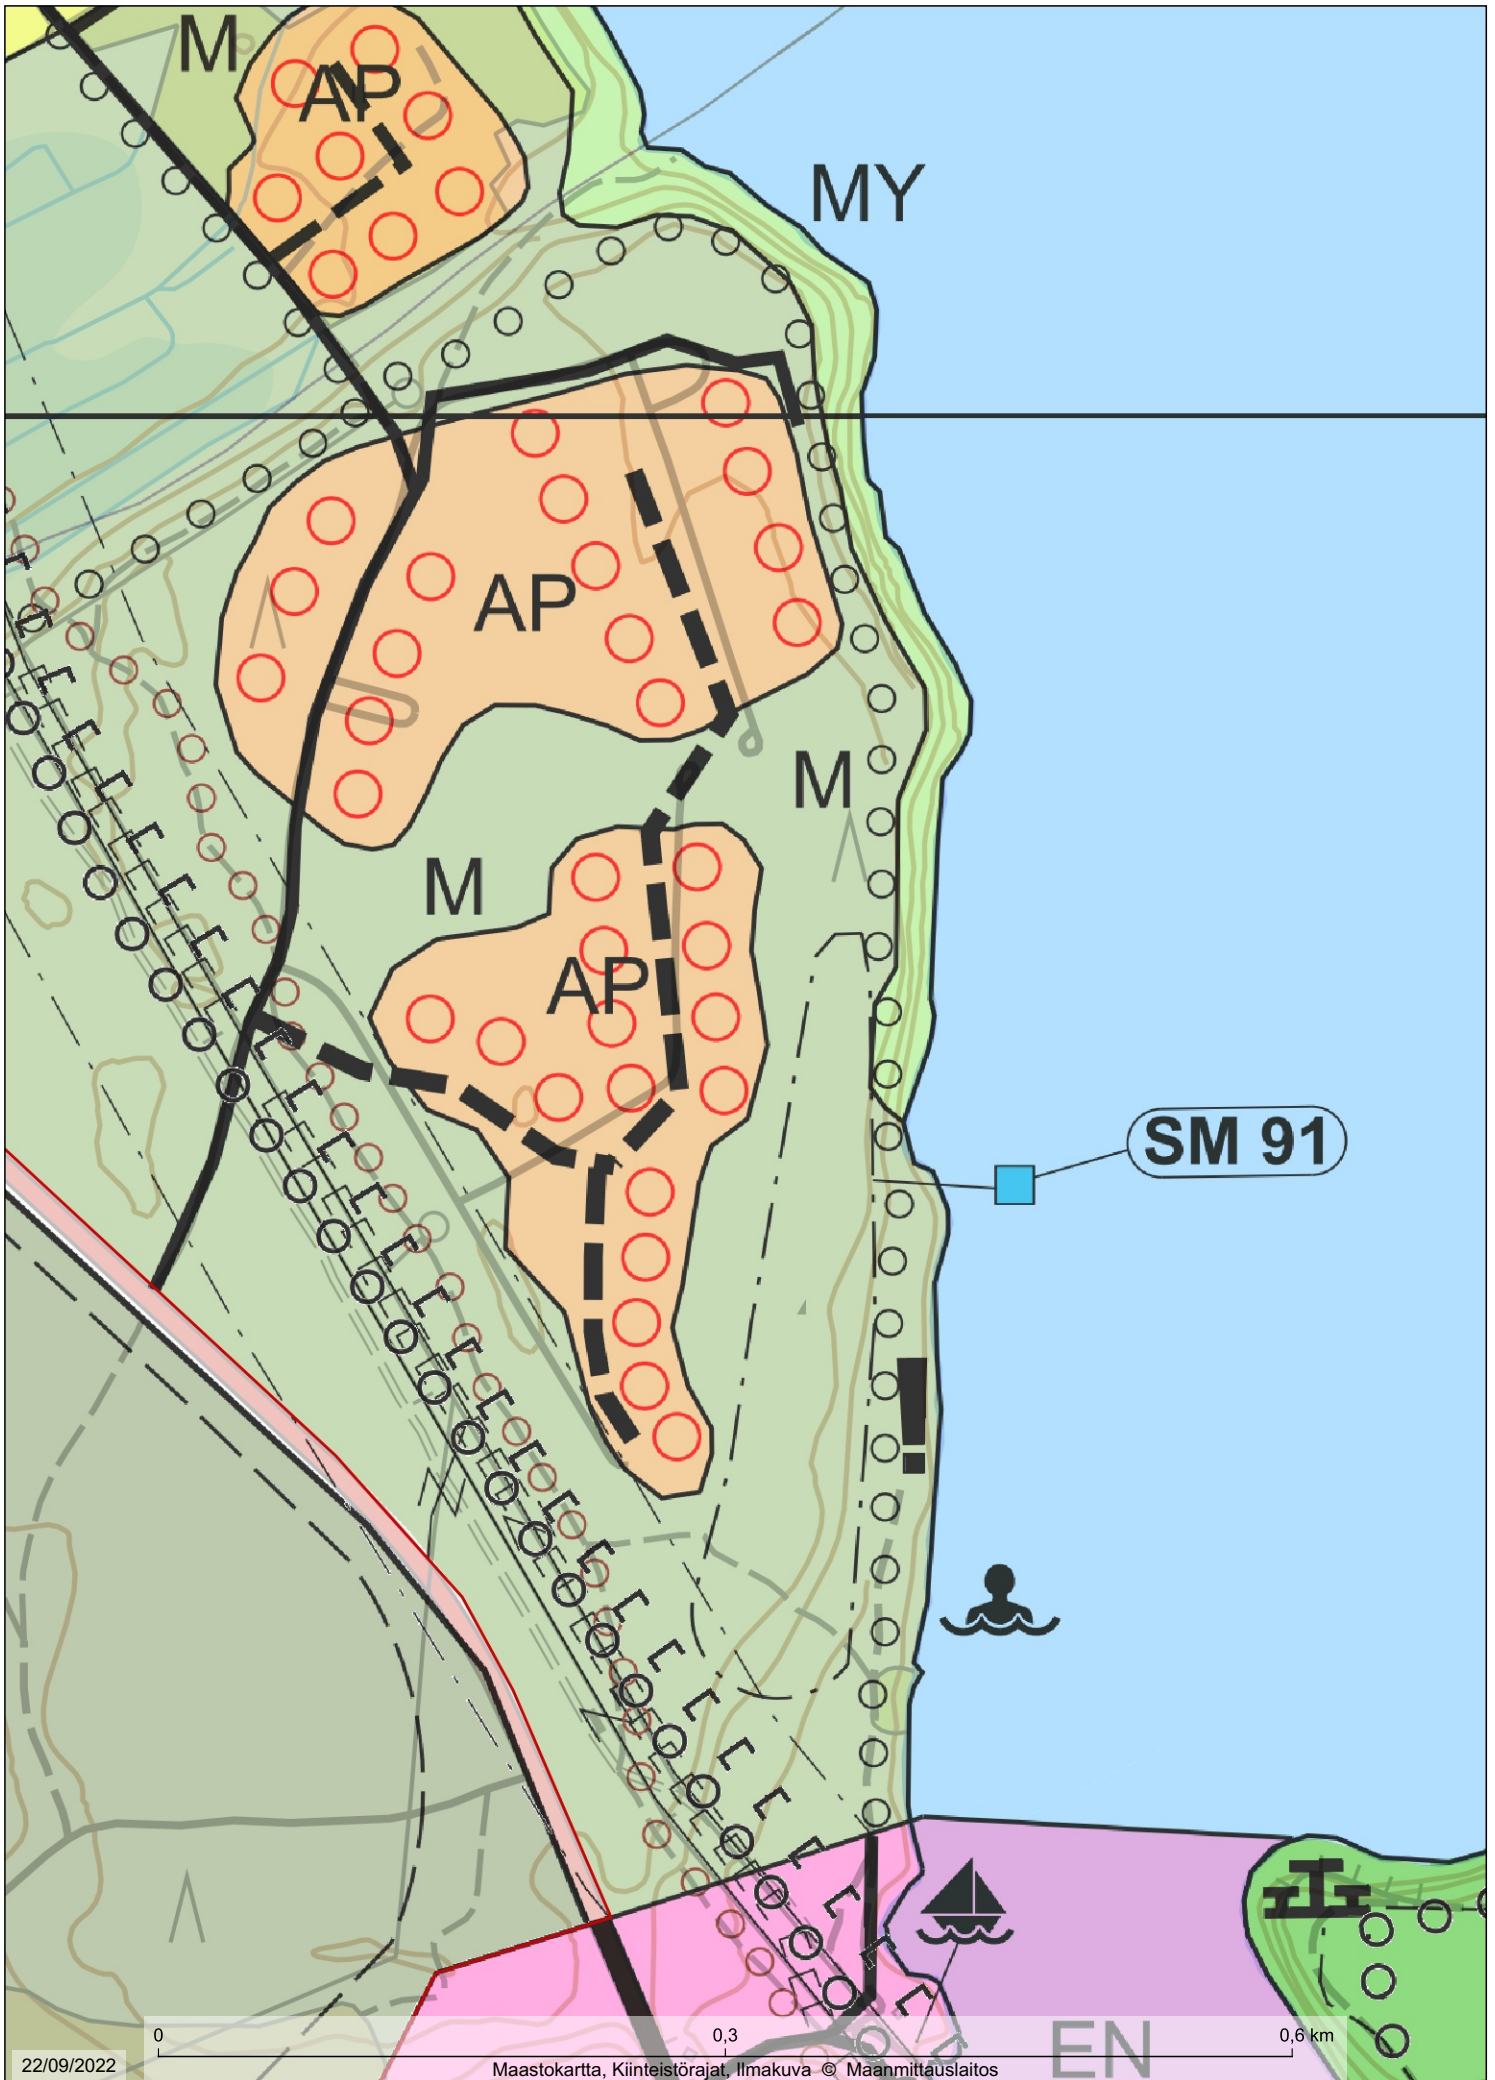 M
AP
MY
AP
M
M
AP
SM 91
EN
0
0,3
0,6 km
22/09/2022
Maastokartta, Kiinteistörajat, Ilmakuva © Maanmittauslaitos